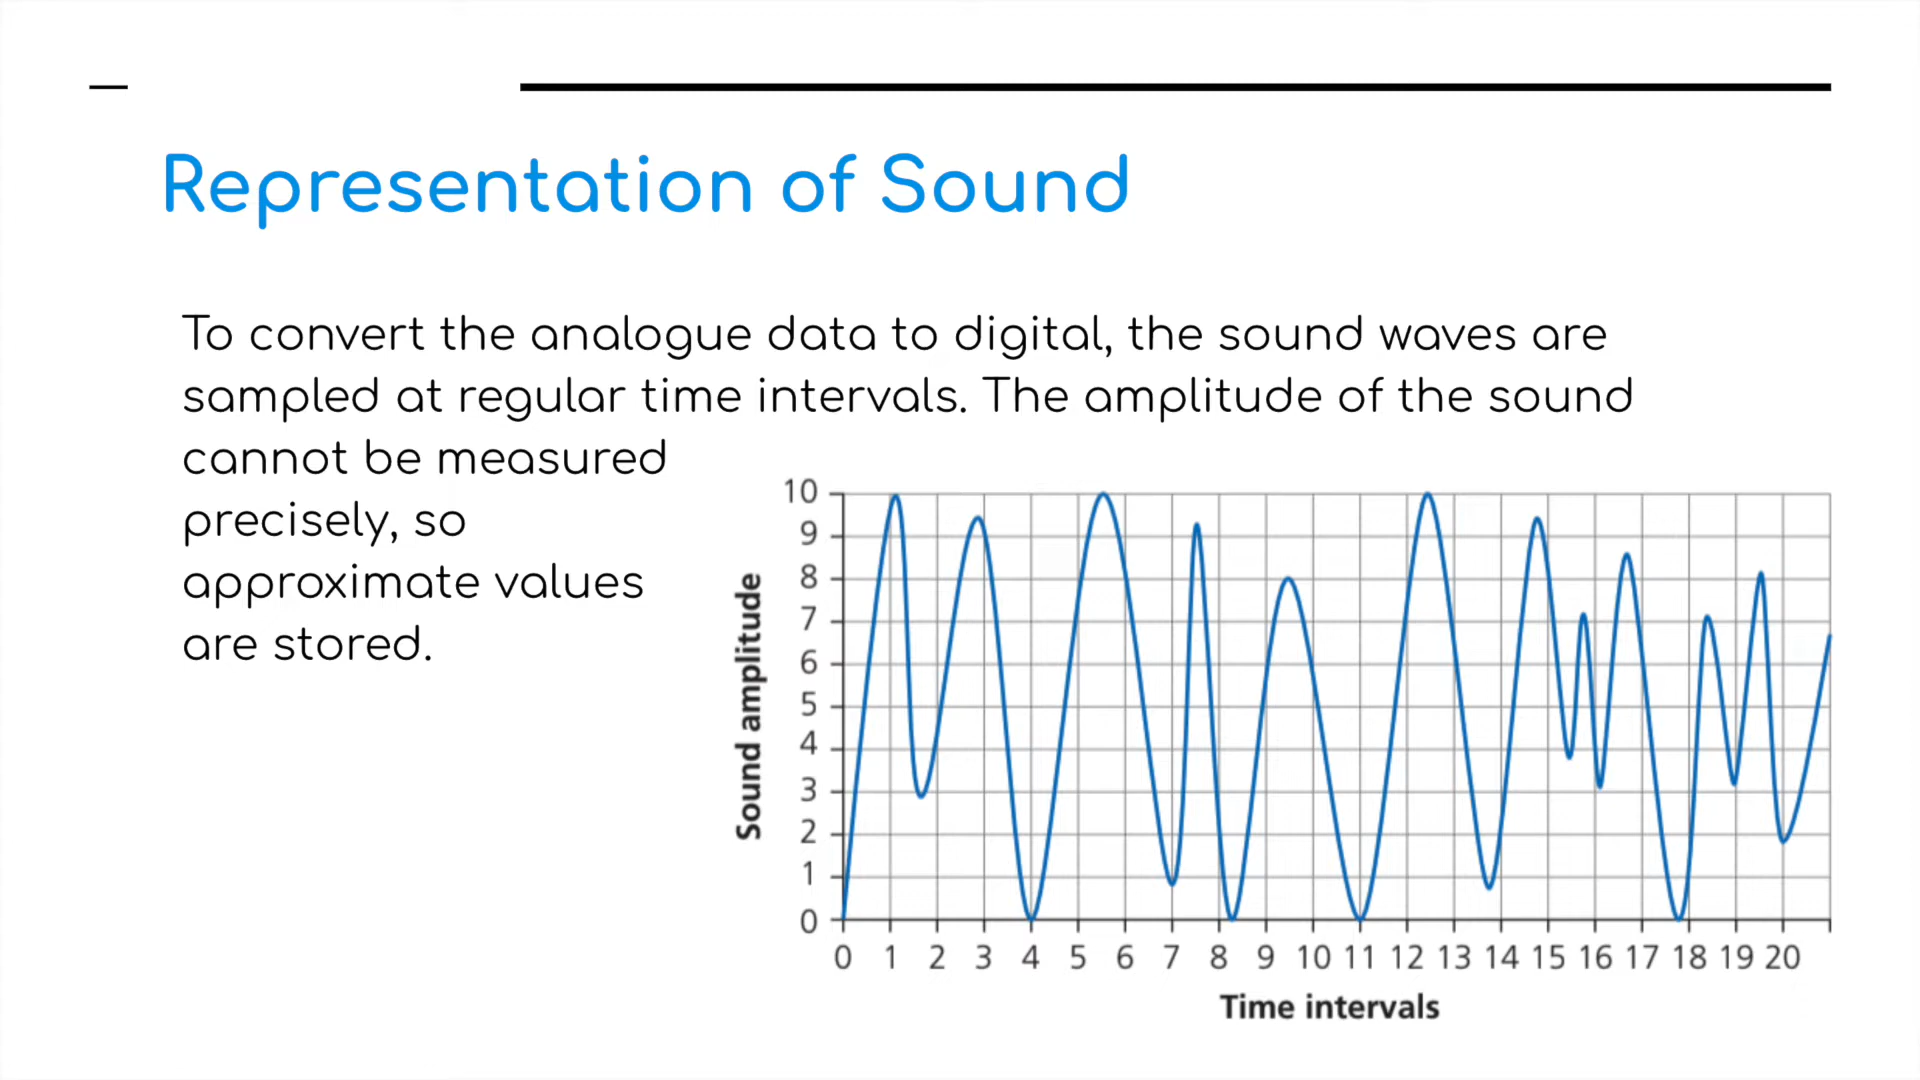 Representation of Sound
To convert the analogue data to digital, the sound waves are
sampled at regular time intervals. The amplitude of the sound
cannot be measured
precisely, so
approximate values
are stored.
Sound amplitude
10
9
8
7
6
5
4
3
2
1
0
0 1 2 3 4 5 6 7 8 9 10 11 12 13 14 15 16 17 18 19 20
Time intervals